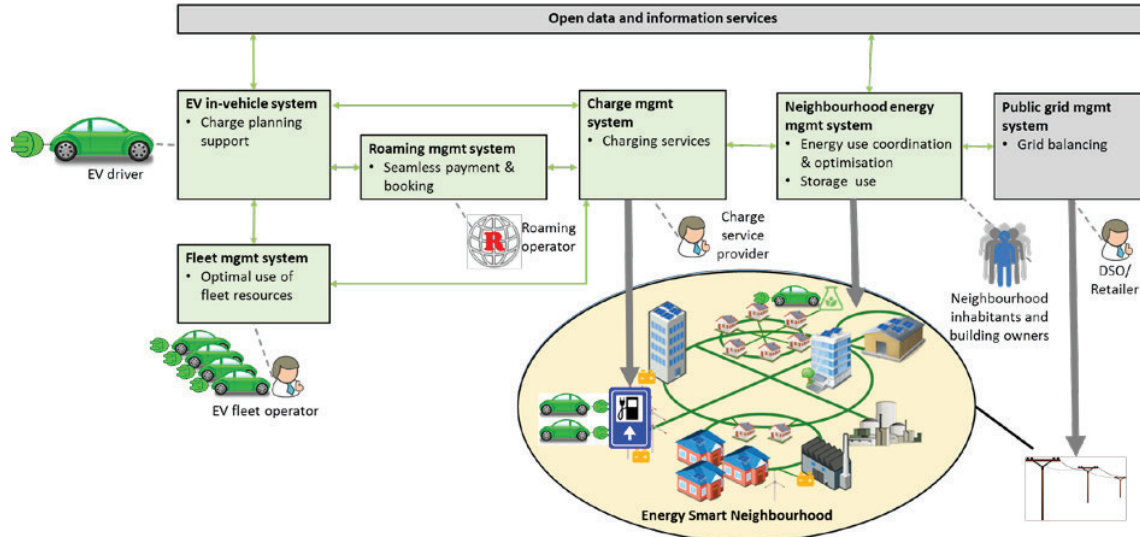 Open data and information services
EV in-vehicle system
• Charge planning
support
EV driver
Roaming mgmt system
• Seamless payment &
booking
R
Roaming
operator
Charge mgmt
system
• Charging services
Charge
service
provider
Neighbourhood energy
mgmt system
• Energy use coordination
& optimisation
• Storage use
Neighbourhood
inhabitants and
building owners
Public grid mgmt
system
• Grid balancing
DSO/
Retailer
Fleet mgmt system
• Optimal use of
fleet resources
EV fleet operator
Energy Smart Neighbourhood